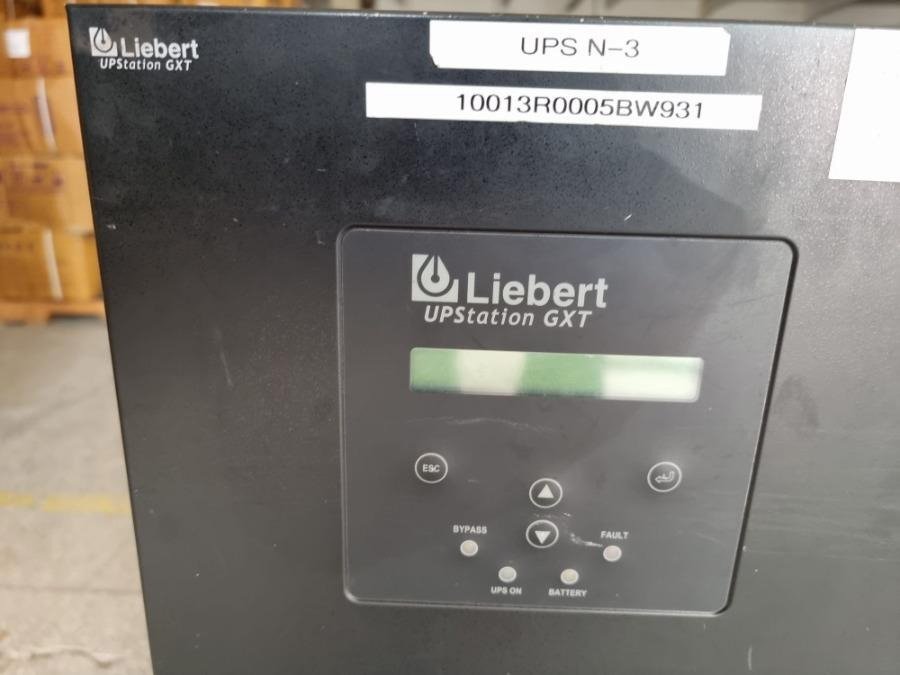 Liebert
UPStation GXT
UPS N-3
10013R0005BW931
Liebert
UPStation GXT
ESC
BYPASS
FAULT
UPS ON
BATTERY